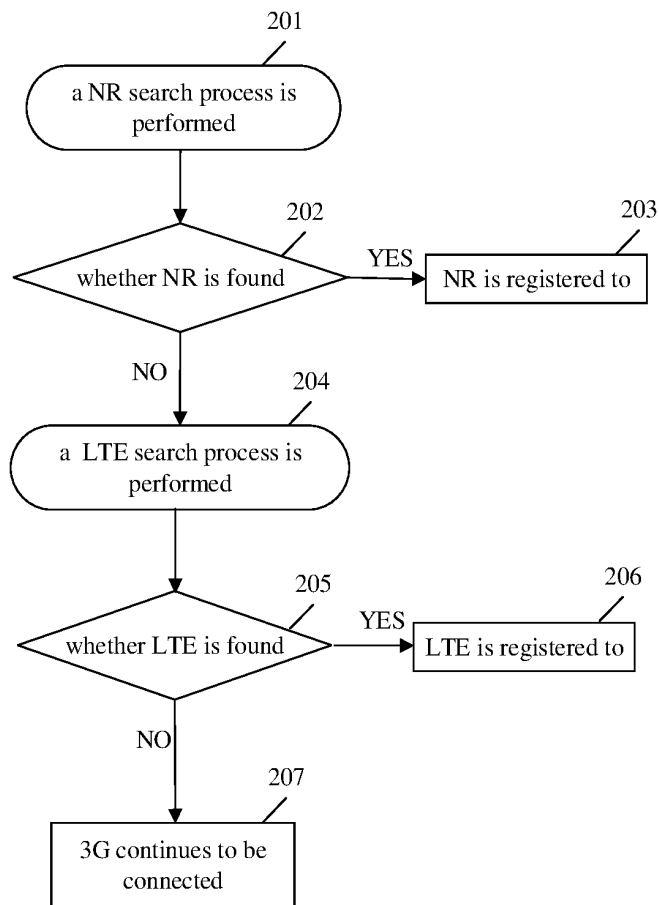 201
a NR search process is
performed
202
whether NR is found
YES
203
NR is registered to
NO
204
a LTE search process is
performed
205
whether LTE is found
YES
206
LTE is registered to
NO
207
3G continues to be
connected